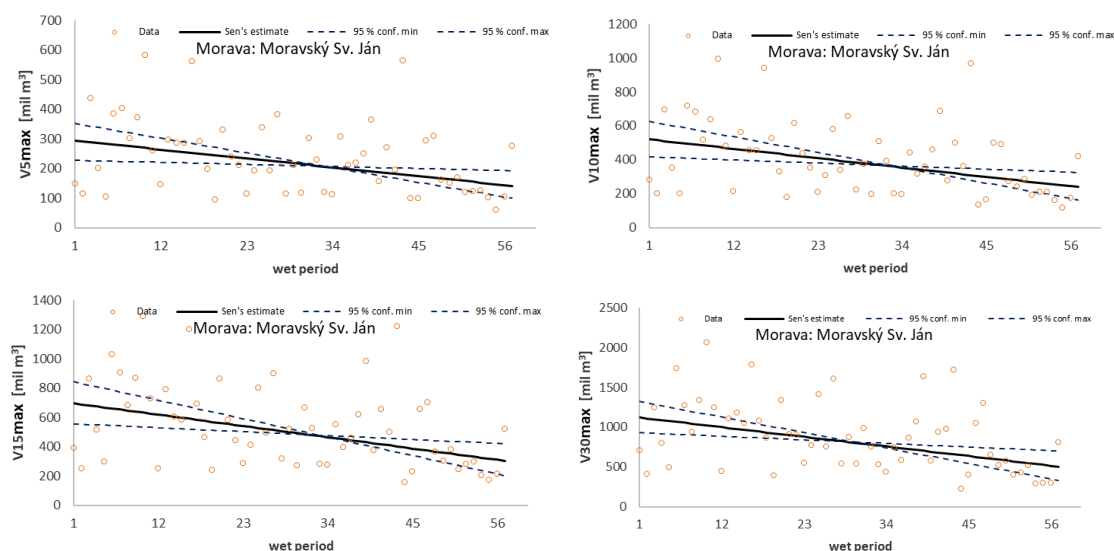 Data Sen's estimate 95 % conf. min 95 % conf. max
Morava: Moravský Sv. Ján
V5max [mil m³]
700
600
500
400
300
200
100
0
1 12 23 34 45 56
wet period
Data Sen's estimate 95 % conf. min 95 % conf. max
Morava: Moravský Sv. Ján
V10max [mil m³]
1200
1000
800
600
400
200
0
1 12 23 34 45 56
wet period
Data Sen's estimate 95 % conf. min 95 % conf. max
Morava: Moravský Sv. Ján
V15max [mil m³]
1400
1200
1000
800
600
400
200
0
1 12 23 34 45 56
wet period
Data Sen's estimate 95 % conf. min 95 % conf. max
Morava: Moravský Sv. Ján
V30max [mil m³]
2500
2000
1500
1000
500
0
1 12 23 34 45 56
wet period